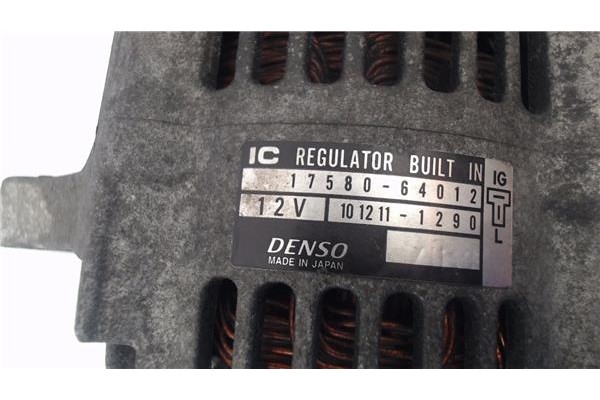 IC REGULATOR BUILT IN
17580-64012
12V 101211-1290
DENSO
MADE IN JAPAN
IG
L